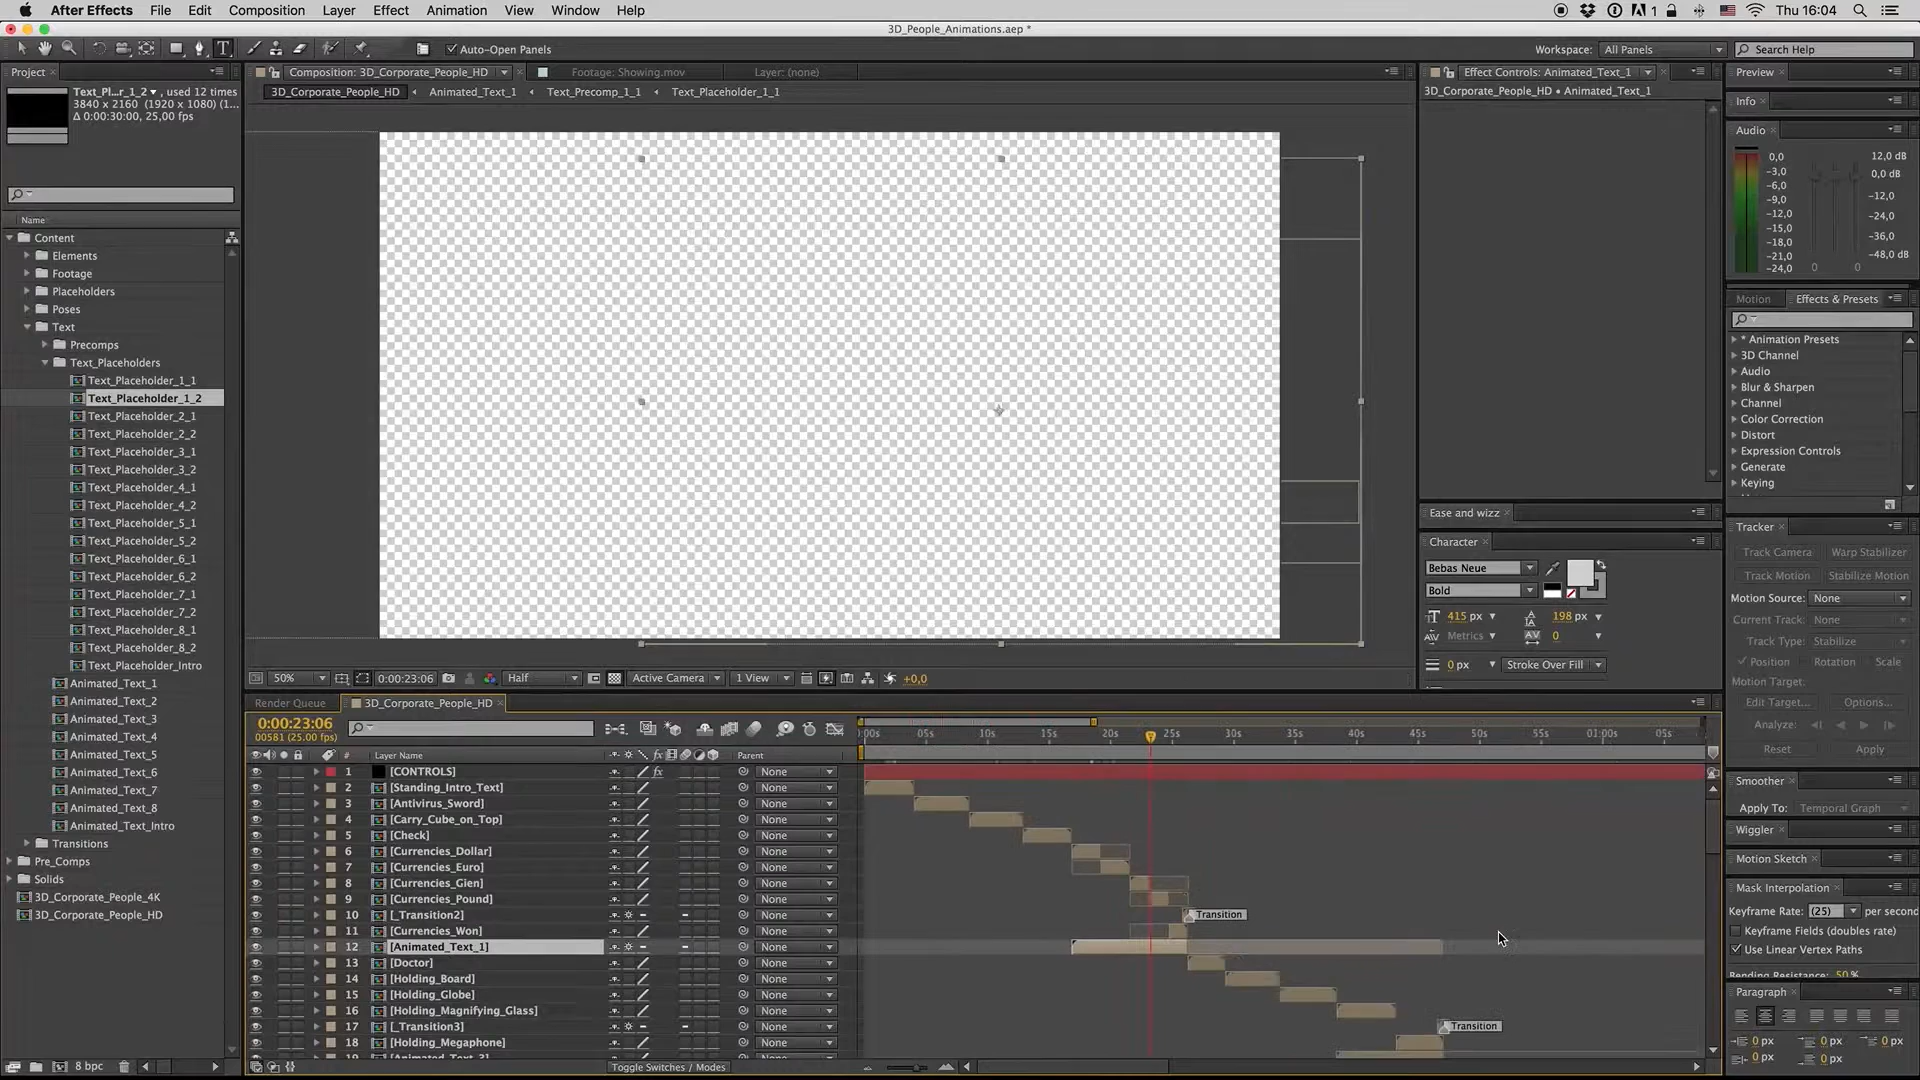 After Effects File Edit Composition Layer Effect Animation View Window Help 1 Thu 16:04
3D_People_Animations.aep *
Auto-Open Panels
Workspace: All Panels
Search Help
Project
Text_Pl...r_1_2 , used 12 times
3840 x 2160 (1920 x 1080) (1...
Δ 0:00:30:00, 25,00 fps
Name
Content
Elements
Footage
Placeholders
Poses
Text
Precomps
Text_Placeholders
Text_Placeholder_1_1
Text_Placeholder_1_2
Text_Placeholder_2_1
Text_Placeholder_2_2
Text_Placeholder_3_1
Text_Placeholder_3_2
Text_Placeholder_4_1
Text_Placeholder_4_2
Text_Placeholder_5_1
Text_Placeholder_5_2
Text_Placeholder_6_1
Text_Placeholder_6_2
Text_Placeholder_7_1
Text_Placeholder_7_2
Text_Placeholder_8_1
Text_Placeholder_8_2
Text_Placeholder_Intro
Animated_Text_1
Animated_Text_2
Animated_Text_3
Animated_Text_4
Animated_Text_5
Animated_Text_6
Animated_Text_7
Animated_Text_8
Animated_Text_Intro
Transitions
Pre_Comps
Solids
3D_Corporate_People_4K
3D_Corporate_People_HD
8 bpc
Composition: 3D_Corporate_People_HD Footage: Showing.mov Layer: (none)
3D_Corporate_People_HD Animated_Text_1 Text_Precomp_1_1 Text_Placeholder_1_1
50% 0:00:23:06 Half Active Camera 1 View +0,0
Render Queue 3D_Corporate_People_HD
0:00:23:06
00581 (25.00 fps)
:00s 05s 10s 15s 20s 25s 30s 35s 40s 45s 50s 55s 01:00s 05s
# Layer Name fx Parent
1 [CONTROLS] fx None
2 [Standing_Intro_Text] None
3 [Antivirus_Sword] None
4 [Carry_Cube_on_Top] None
5 [Check] None
6 [Currencies_Dollar] None
7 [Currencies_Euro] None
8 [Currencies_Gien] None
9 [Currencies_Pound] None
10 [_Transition2] None Transition
11 [Currencies_Won] None
12 [Animated_Text_1] None
13 [Doctor] None
14 [Holding_Board] None
15 [Holding_Globe] None
16 [Holding_Magnifying_Glass] None
17 [_Transition3] None Transition
18 [Holding_Megaphone] None
Toggle Switches / Modes
Effect Controls: Animated_Text_1
3D_Corporate_People_HD • Animated_Text_1
Ease and wizz
Character
Bebas Neue
Bold
415 px 198 px
Metrics 0
0 px Stroke Over Fill
Preview
Info
Audio
0,0 12,0 dB
-3,0 0,0 dB
-6,0
-9,0 -12,0
-12,0
-15,0 -24,0
-18,0 -36,0
-21,0
-24,0 0 0 -48,0 dB
Motion Effects & Presets
* Animation Presets
3D Channel
Audio
Blur & Sharpen
Channel
Color Correction
Distort
Expression Controls
Generate
Keying
Tracker
Track Camera Warp Stabilizer
Track Motion Stabilize Motion
Motion Source: None
Current Track: None
Track Type: Stabilize
Position Rotation Scale
Motion Target:
Edit Target... Options...
Analyze:
Reset Apply
Smoother
Apply To: Temporal Graph
Wiggler
Motion Sketch
Mask Interpolation
Keyframe Rate: (25) per second
Keyframe Fields (doubles rate)
Use Linear Vertex Paths
Bending Resistance: 50 %
Paragraph
0 px 0 px 0 px
0 px 0 px